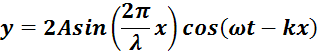 y = 2Asin(2π/λ x) cos(ωt − kx)